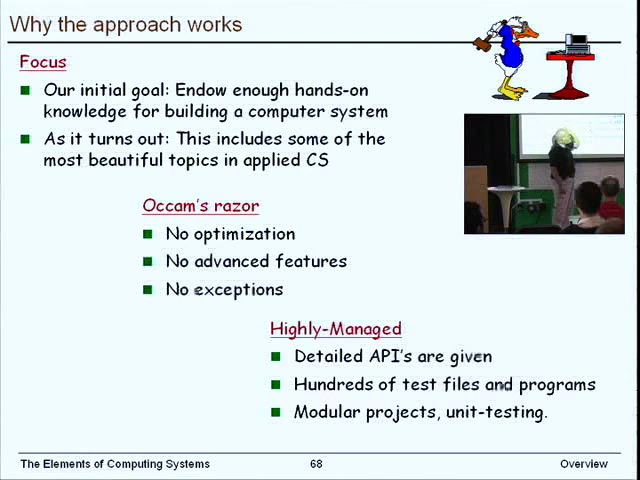 Why the approach works
Focus
Our initial goal: Endow enough hands-on
knowledge for building a computer system
As it turns out: This includes some of the
most beautiful topics in applied CS
Occam's razor
No optimization
No advanced features
No exceptions
Highly-Managed
Detailed API's are given
Hundreds of test files and programs
Modular projects, unit-testing.
The Elements of Computing Systems
68
Overview